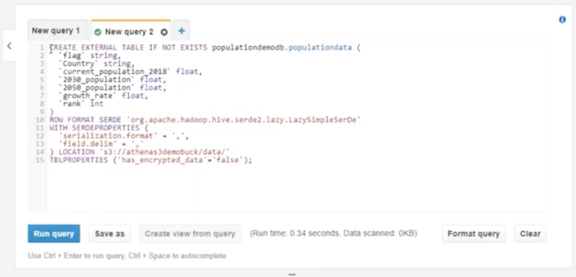 New query 1
New query 2
+
1 CREATE EXTERNAL TABLE IF NOT EXISTS populationdemodb.populationdata (
2 `flag` string,
3 `Country` string,
4 `current_population_2018` float,
5 `2030_population` float,
6 `2050_population` float,
7 `growth_rate` float,
8 `rank` int
9 )
10 ROW FORMAT SERDE 'org.apache.hadoop.hive.serde2.lazy.LazySimpleSerDe'
11 WITH SERDEPROPERTIES (
12 'serialization.format' = ',',
13 'field.delim' = ','
14 ) LOCATION 's3://athenas3demobuck/data/'
15 TBLPROPERTIES ('has_encrypted_data'='false');
Run query Save as Create view from query (Run time: 0.34 seconds, Data scanned: 0KB) Format query Clear
Use Ctrl + Enter to run query, Ctrl + Space to autocomplete